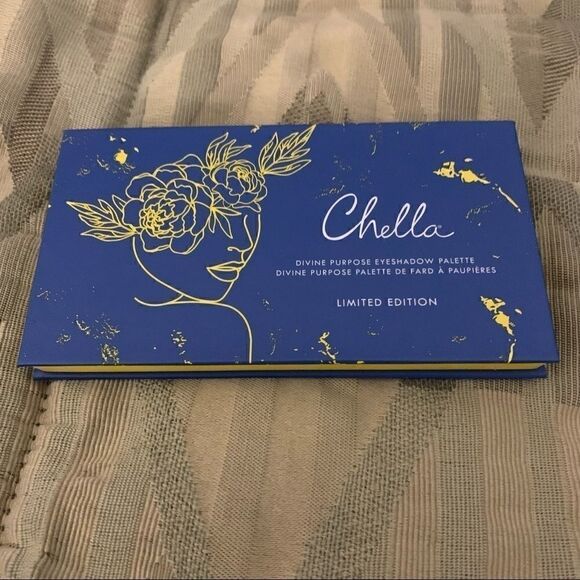 Chella
DIVINE PURPOSE EYESHADOW PALETTE
DIVINE PURPOSE PALETTE DE FARD À PAUPIÈRES
LIMITED EDITION